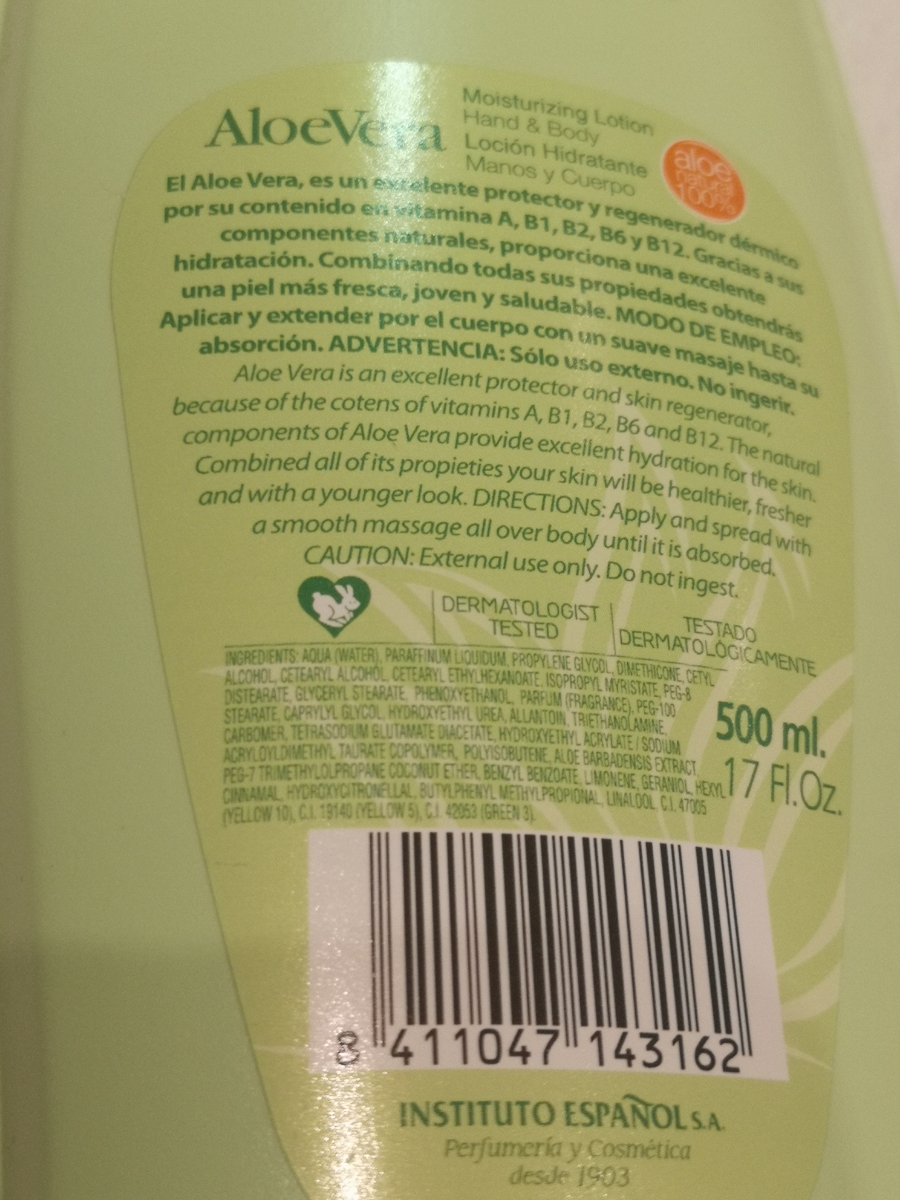 AloeVera
Moisturizing Lotion
Hand & Body
Loción Hidratante
Manos y Cuerpo
aloe
natural
100%
El Aloe Vera, es un excelente protector y regenerador dérmico
por su contenido en vitamina A, B1, B2, B6 y B12. Gracias a sus
componentes naturales, proporciona una excelente
hidratación. Combinando todas sus propiedades obtendrás
una piel más fresca, joven y saludable. MODO DE EMPLEO:
Aplicar y extender por el cuerpo con un suave masaje hasta su
absorción. ADVERTENCIA: Sólo uso externo. No ingerir.
Aloe Vera is an excellent protector and skin regenerator,
because of the cotens of vitamins A, B1, B2, B6 and B12. The natural
components of Aloe Vera provide excellent hydration for the skin.
Combined all of its propieties your skin will be healthier, fresher
and with a younger look. DIRECTIONS: Apply and spread with
a smooth massage all over body until it is absorbed.
CAUTION: External use only. Do not ingest.
DERMATOLOGIST
TESTED
TESTADO
DERMATOLÒGICAMENTE
INGREDIENTS: AQUA (WATER), PARAFFINUM LIQUIDUM, PROPYLENE GLYCOL, DIMETHICONE, CETYL
ALCOHOL, CETEARYL ALCOHOL, CETEARYL ETHYLHEXANOATE, ISOPROPYL MYRISTATE, PEG-8
DISTEARATE, GLYCERYL STEARATE, PHENOXYETHANOL, PARFUM (FRAGRANCE), PEG-100
STEARATE, CAPRYLYL GLYCOL, HYDROXYETHYL UREA, ALLANTOIN, TRIETHANOLAMINE,
CARBOMER, TETRASODIUM GLUTAMATE DIACETATE, HYDROXYETHYL ACRYLATE / SODIUM
ACRYLOYLDIMETHYL TAURATE COPOLYMER, POLYISOBUTENE, ALOE BARBADENSIS EXTRACT,
PEG-7 TRIMETHYLOLPROPANE COCONUT ETHER, BENZYL BENZOATE, LIMONENE, GERANIOL, HEXYL
CINNAMAL, HYDROXYCITRONELLAL, BUTYLPHENYL METHYLPROPIONAL, LINALOOL, C.I. 47005
(YELLOW 10), C.I. 19140 (YELLOW 5), C.I. 42053 (GREEN 3).
500 ml.
17 Fl.Oz.
8 411047 143162
INSTITUTO ESPAÑOL S.A.
Perfumería y Cosmética
desde 1903